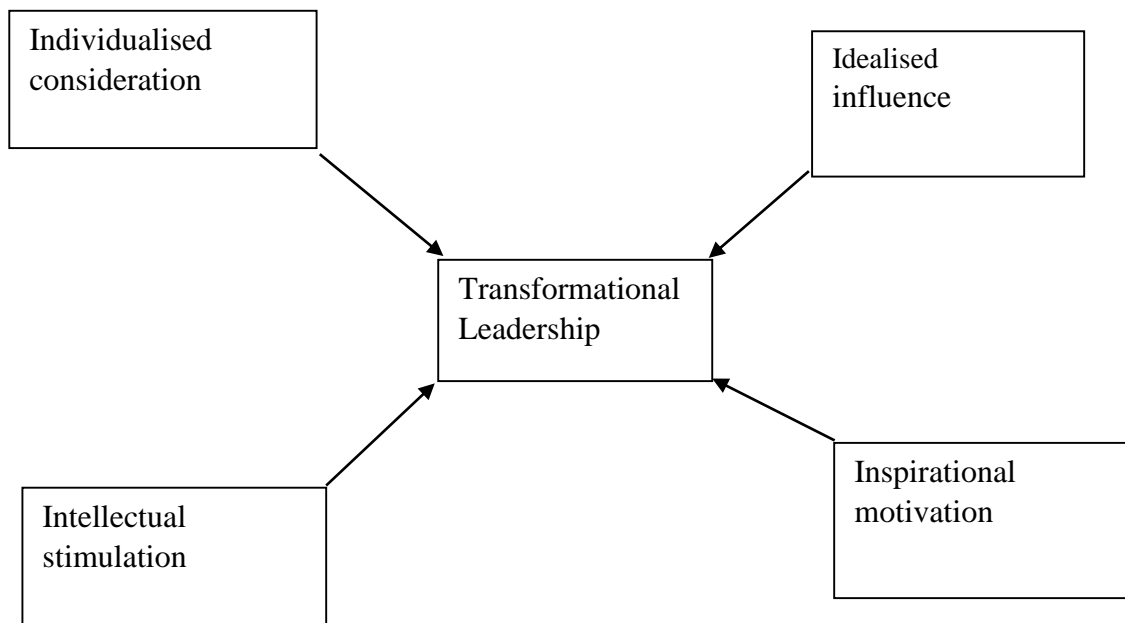 Individualised
consideration
Idealised
influence
Transformational
Leadership
Intellectual
stimulation
Inspirational
motivation